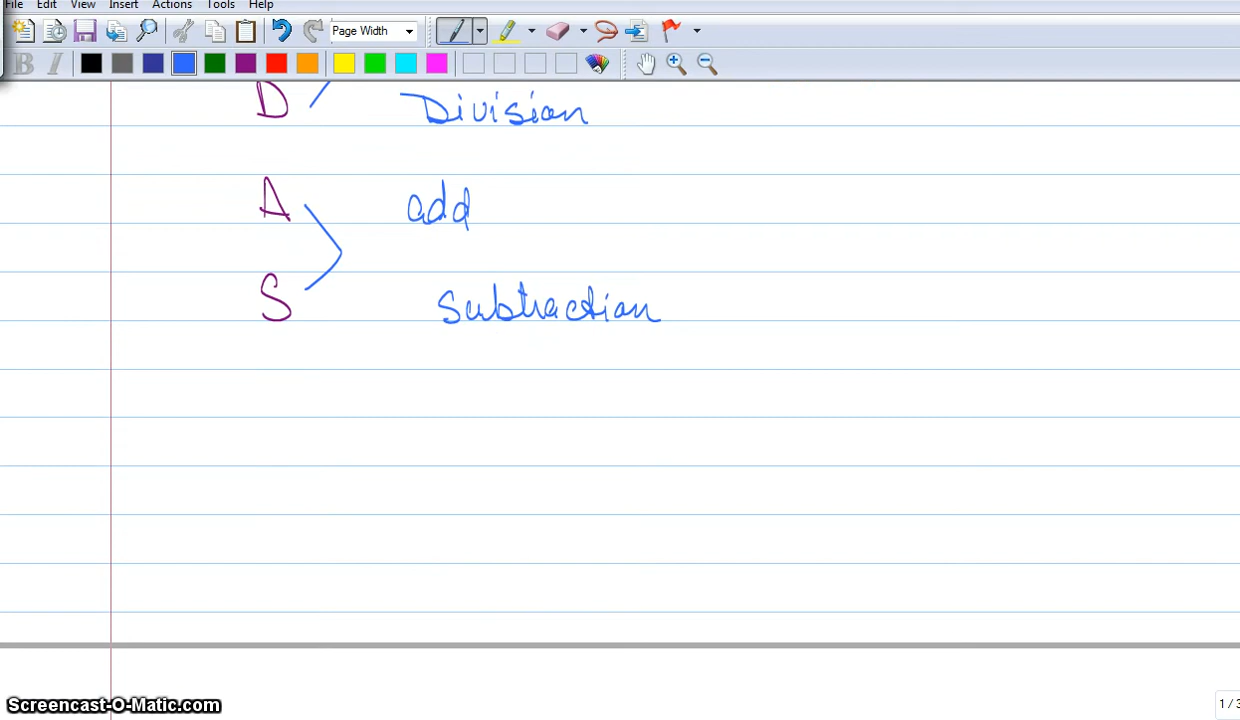 File Edit View Insert Actions Tools Help
Page Width
B I
D Division
A add
S subtraction
Screencast-O-Matic.com
1 / 3